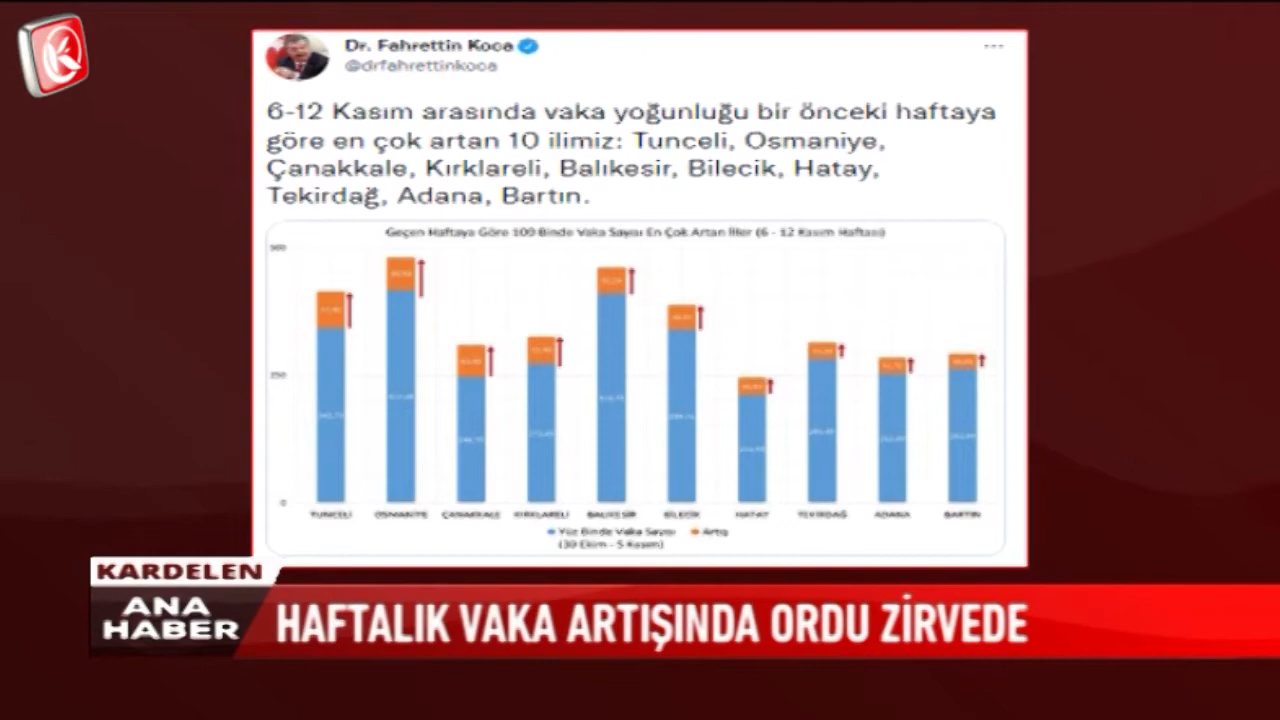 Dr. Fahrettin Koca
@drfahrettinkoca
6-12 Kasım arasında vaka yoğunluğu bir önceki haftaya
göre en çok artan 10 ilimiz: Tunceli, Osmaniye,
Çanakkale, Kırklareli, Balıkesir, Bilecik, Hatay,
Tekirdağ, Adana, Bartın.
Geçen Haftaya Göre 100 Binde Vaka Sayısı En Çok Artan İller (6 - 12 Kasım Haftası)
500
250
0
TUNCELİ OSMANİYE ÇANAKKALE KIRKLARELİ BALIKESİR BİLECİK HATAY TEKİRDAĞ ADANA BARTIN
Yüz Binde Vaka Sayısı Artış
(30 Ekim - 5 Kasım)
KARDELEN
ANA
HABER
HAFTALIK VAKA ARTIŞINDA ORDU ZİRVEDE